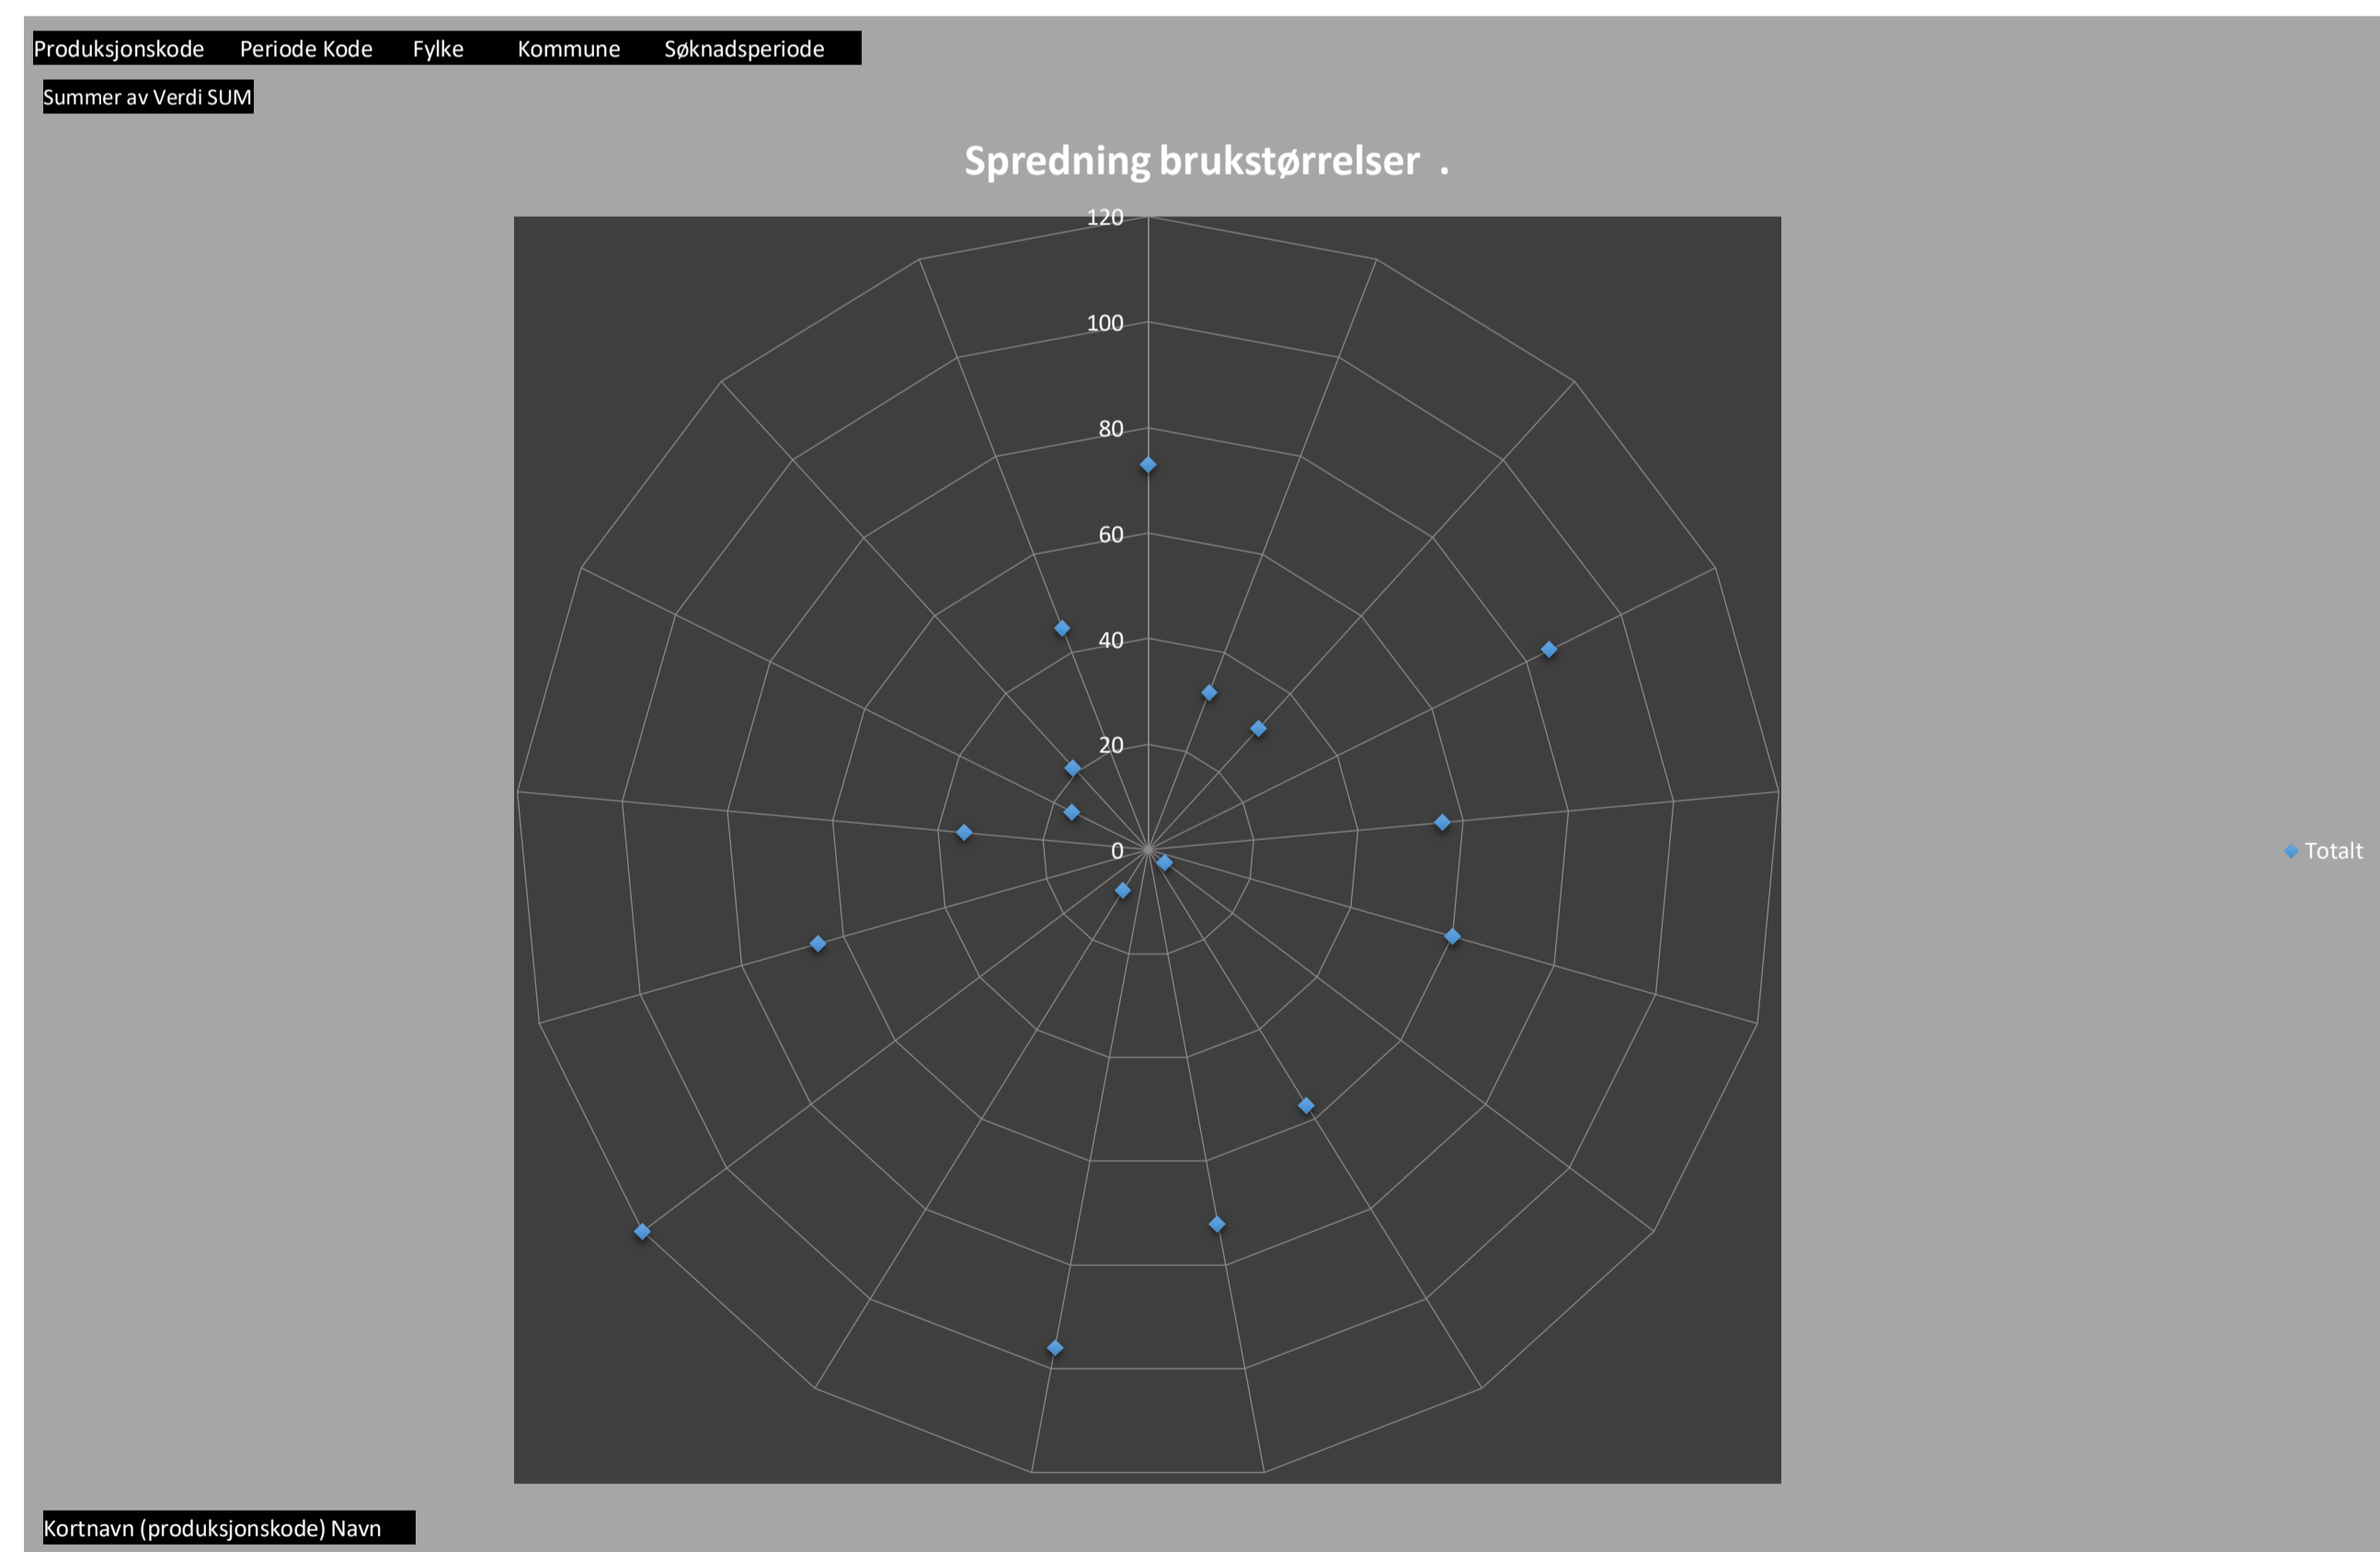 Produksjonskode Periode Kode Fylke Kommune Søknadsperiode
Summer av Verdi SUM
Spredning brukstørrelser .
120
100
80
60
40
20
0
Totalt
Kortnavn (produksjonskode) Navn